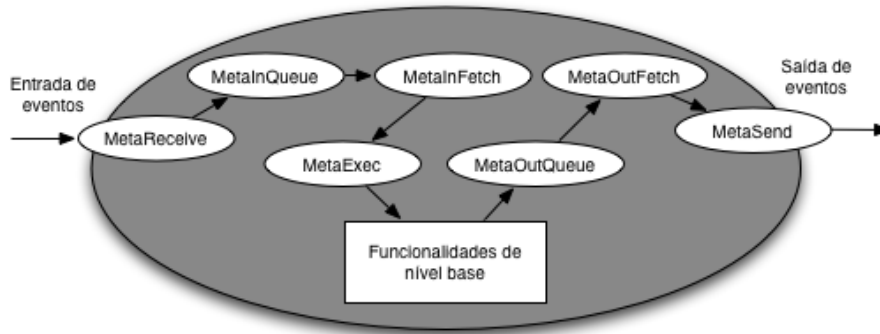 Entrada de
eventos
MetaReceive
MetaInQueue
MetaInFetch
MetaExec
Funcionalidades de
nível base
MetaOutQueue
MetaOutFetch
MetaSend
Saída de
eventos